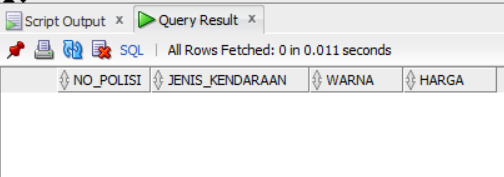 Script Output x Query Result x
SQL | All Rows Fetched: 0 in 0.011 seconds
NO_POLISI JENIS_KENDARAAN WARNA HARGA